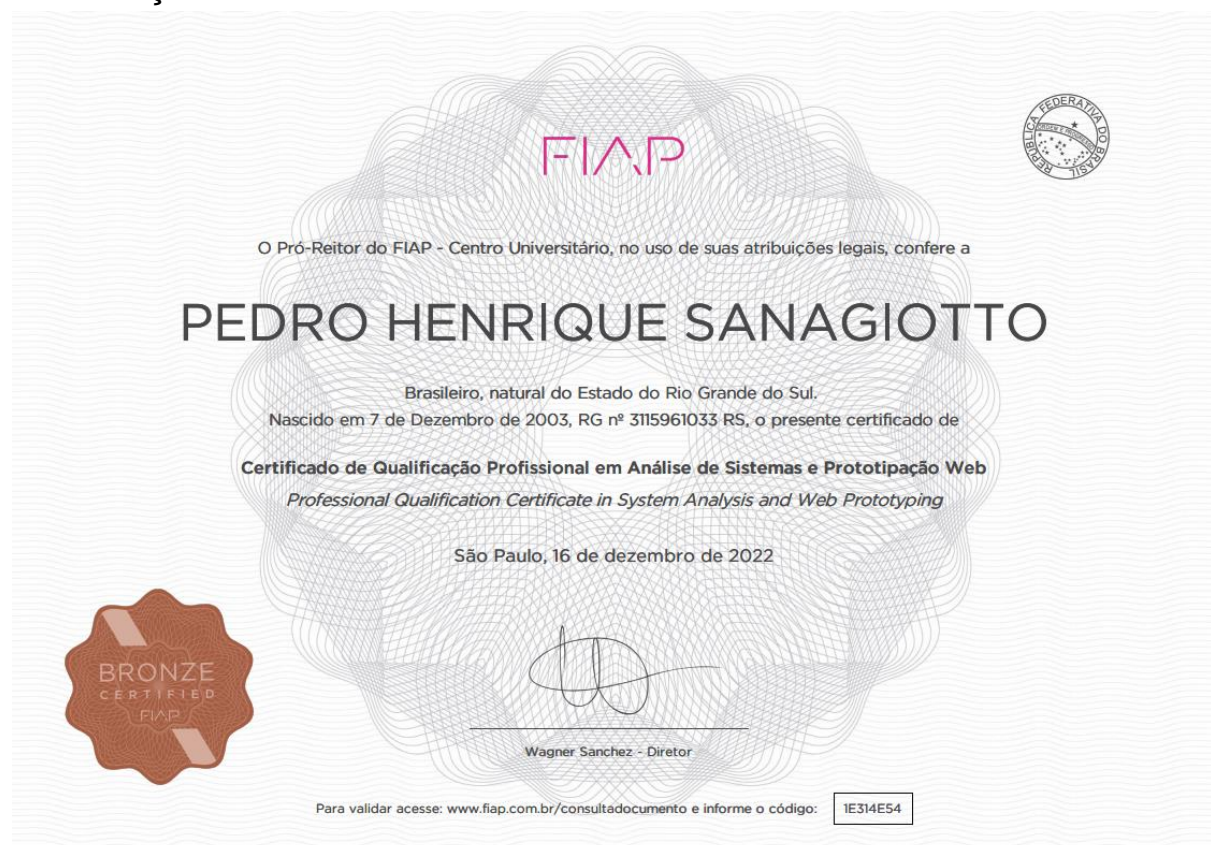 FIAP
REPÚBLICA FEDERATIVA DO BRASIL
ORDEM E PROGRESSO
O Pró-Reitor do FIAP - Centro Universitário, no uso de suas atribuições legais, confere a
PEDRO HENRIQUE SANAGIOTTO
Brasileiro, natural do Estado do Rio Grande do Sul.
Nascido em 7 de Dezembro de 2003, RG nº 3115961033 RS, o presente certificado de
Certificado de Qualificação Profissional em Análise de Sistemas e Prototipação Web
Professional Qualification Certificate in System Analysis and Web Prototyping
São Paulo, 16 de dezembro de 2022
BRONZE
CERTIFIED
FIAP
Wagner Sanchez - Diretor
Para validar acesse: www.fiap.com.br/consultadocumento e informe o código: 1E314E54